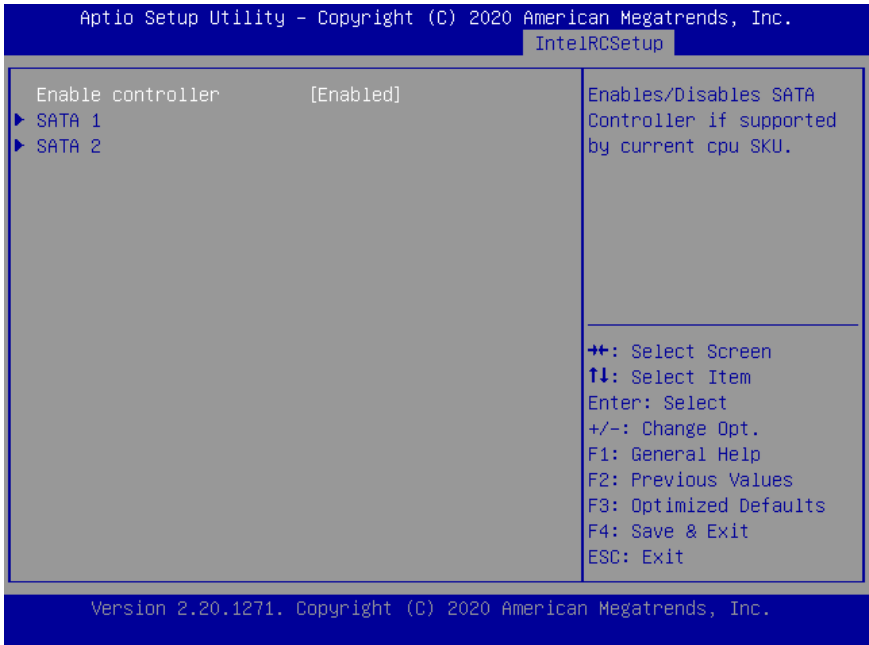 Aptio Setup Utility – Copyright (C) 2020 American Megatrends, Inc.
IntelRCSetup
Enable controller [Enabled]
▶ SATA 1
▶ SATA 2
Enables/Disables SATA
Controller if supported
by current cpu SKU.
→←: Select Screen
↑↓: Select Item
Enter: Select
+/-: Change Opt.
F1: General Help
F2: Previous Values
F3: Optimized Defaults
F4: Save & Exit
ESC: Exit
Version 2.20.1271. Copyright (C) 2020 American Megatrends, Inc.